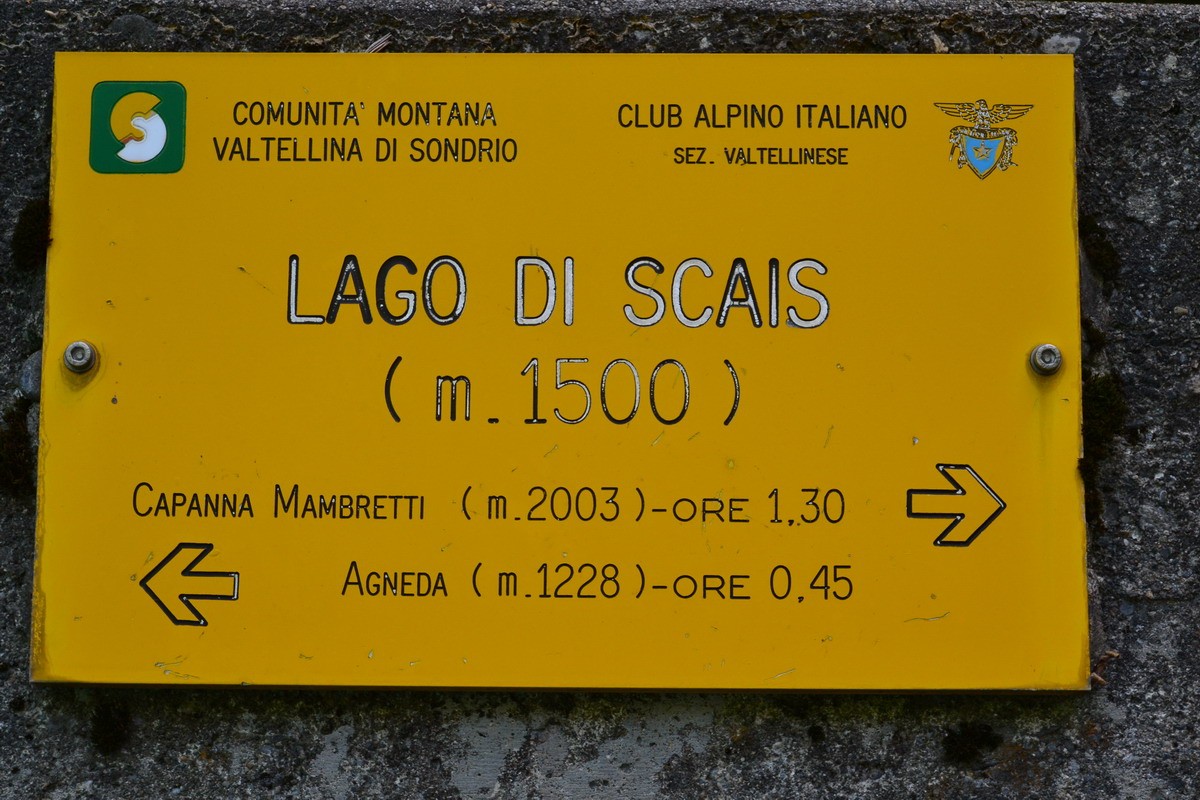 COMUNITA' MONTANA
VALTELLINA DI SONDRIO
CLUB ALPINO ITALIANO
SEZ. VALTELLINESE
LAGO DI SCAIS
( m. 1500 )
CAPANNA MAMBRETTI ( m.2003 )-ORE 1,30
AGNEDA ( m.1228 )-ORE 0,45